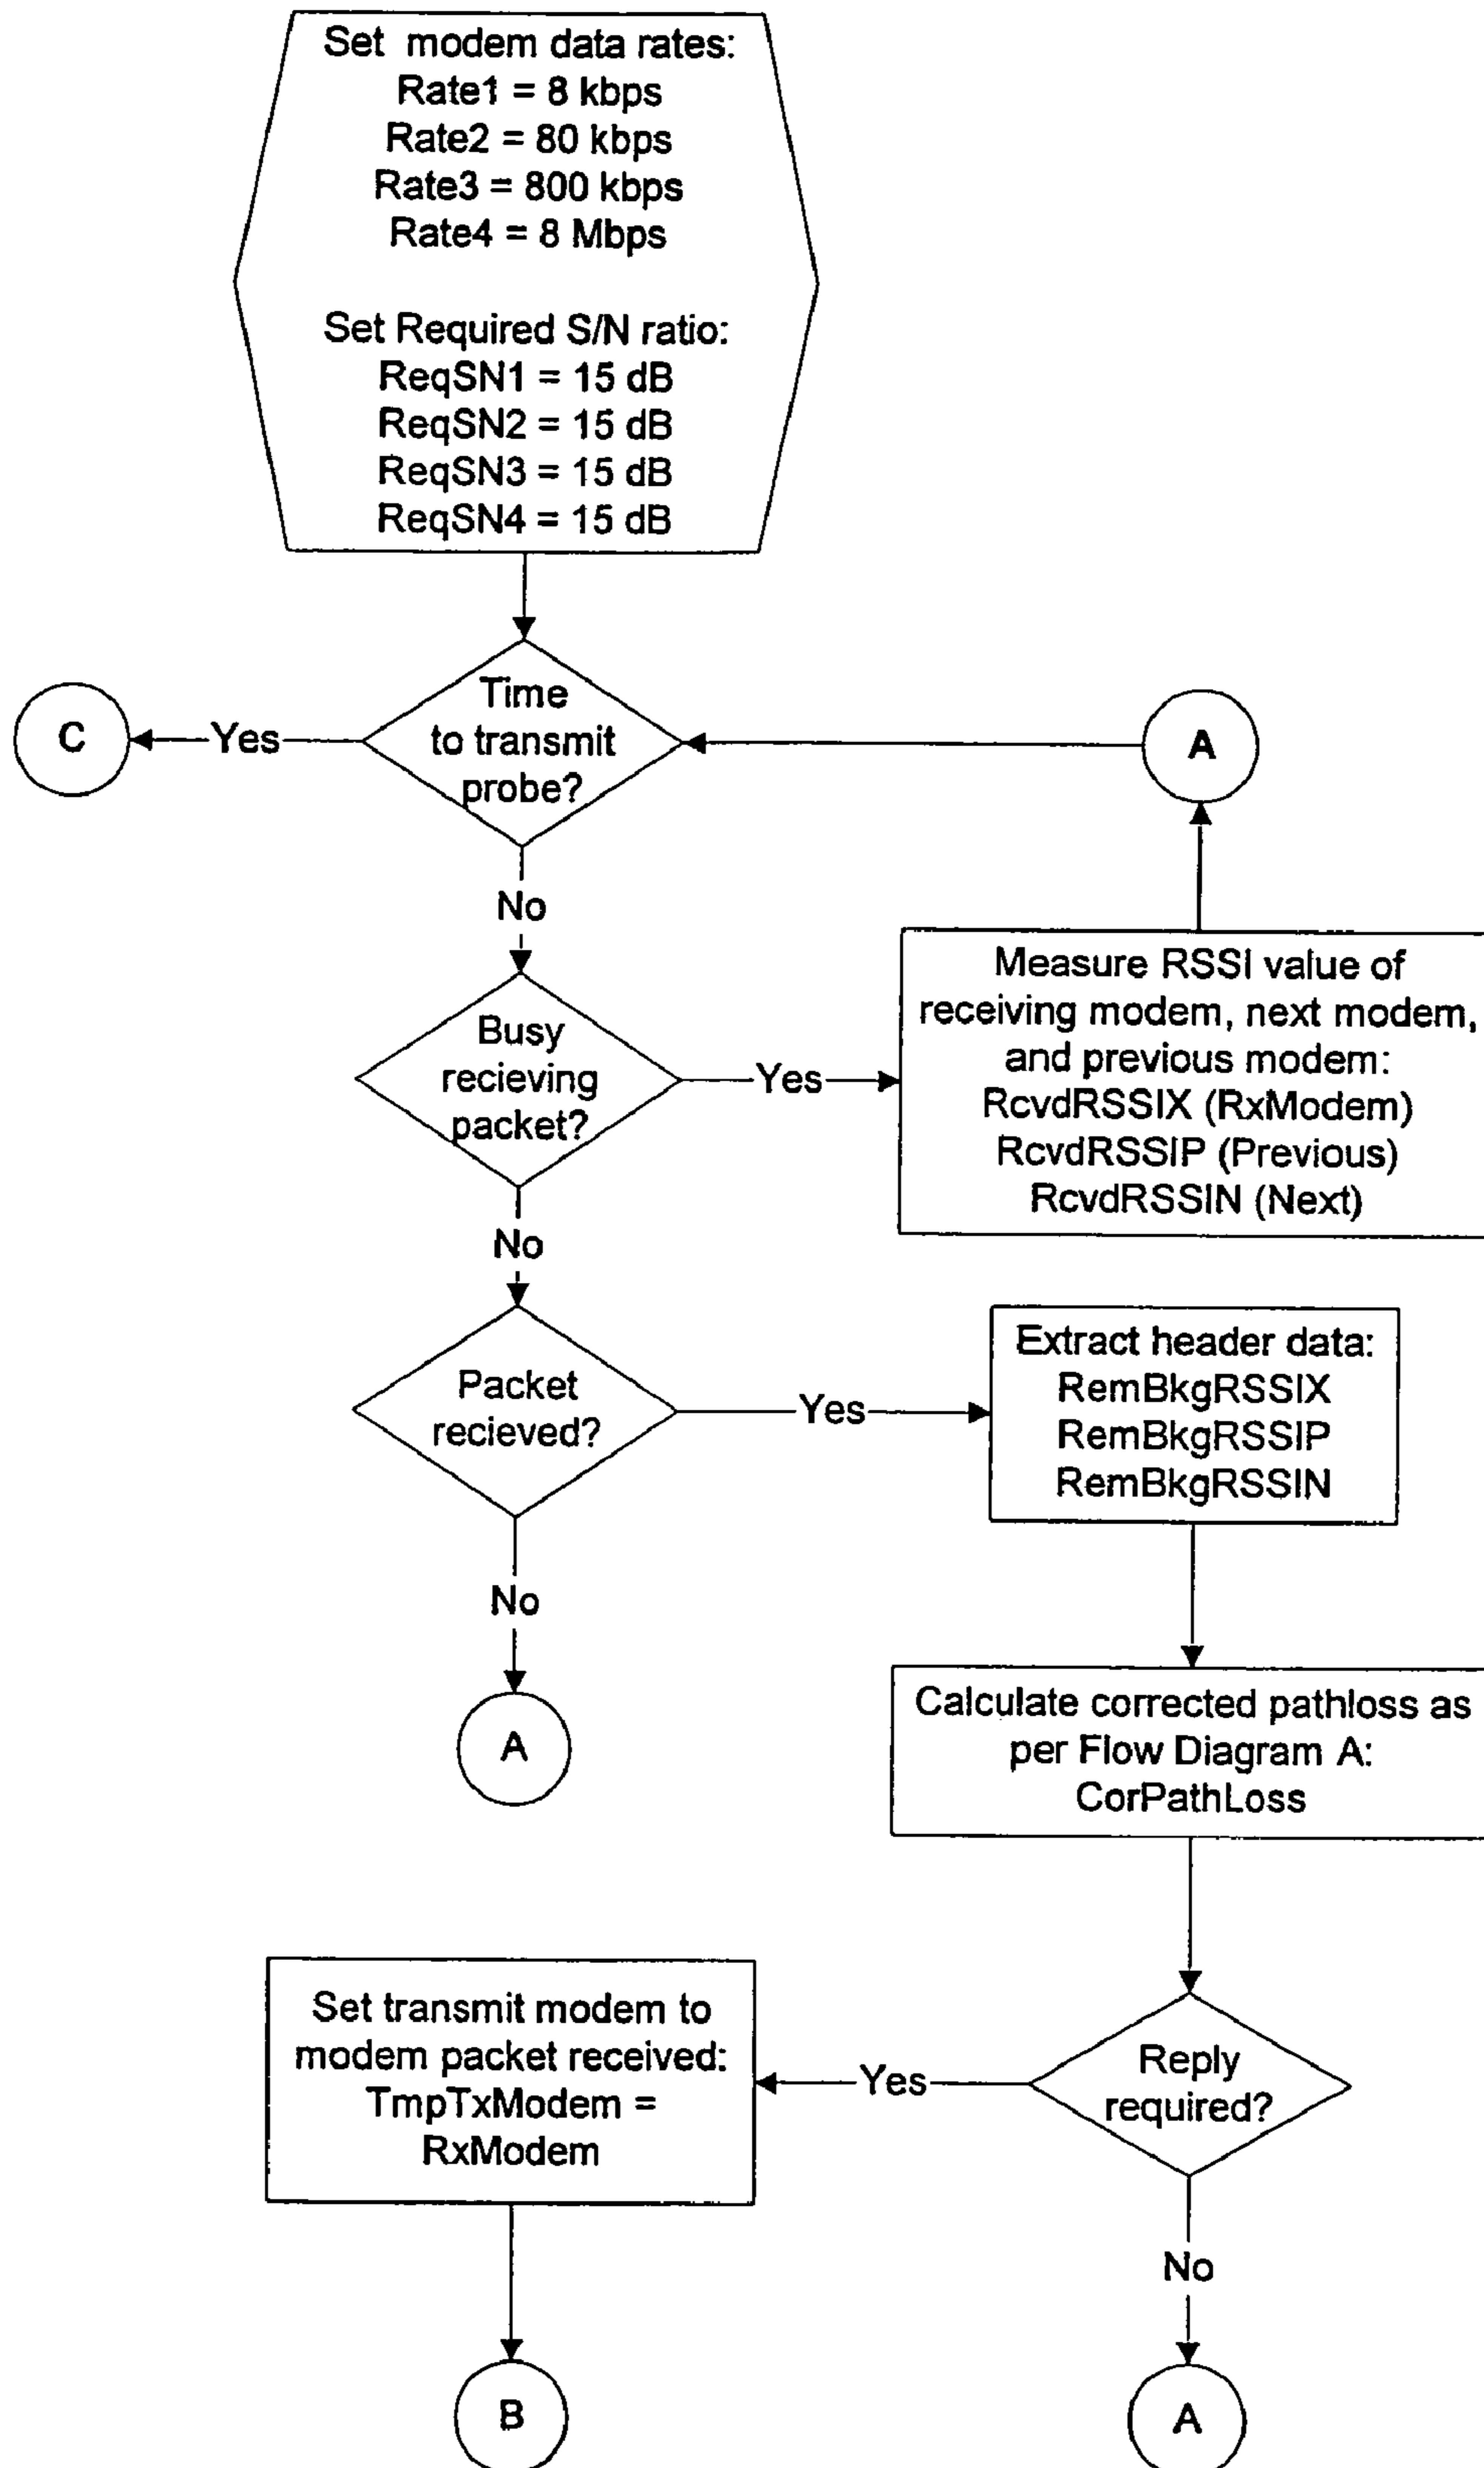 Set modem data rates:
Rate1 = 8 kbps
Rate2 = 80 kbps
Rate3 = 800 kbps
Rate4 = 8 Mbps
Set Required S/N ratio:
ReqSN1 = 15 dB
ReqSN2 = 15 dB
ReqSN3 = 15 dB
ReqSN4 = 15 dB
Time
to transmit
probe?
Yes
C
A
No
Busy
recieving
packet?
Yes
Measure RSSI value of
receiving modem, next modem,
and previous modem:
RcvdRSSIX (RxModem)
RcvdRSSIP (Previous)
RcvdRSSIN (Next)
No
Packet
recieved?
Yes
Extract header data:
RemBkgRSSIX
RemBkgRSSIP
RemBkgRSSIN
No
A
Calculate corrected pathloss as
per Flow Diagram A:
CorPathLoss
Reply
required?
Yes
Set transmit modem to
modem packet received:
TmpTxModem =
RxModem
No
B
A